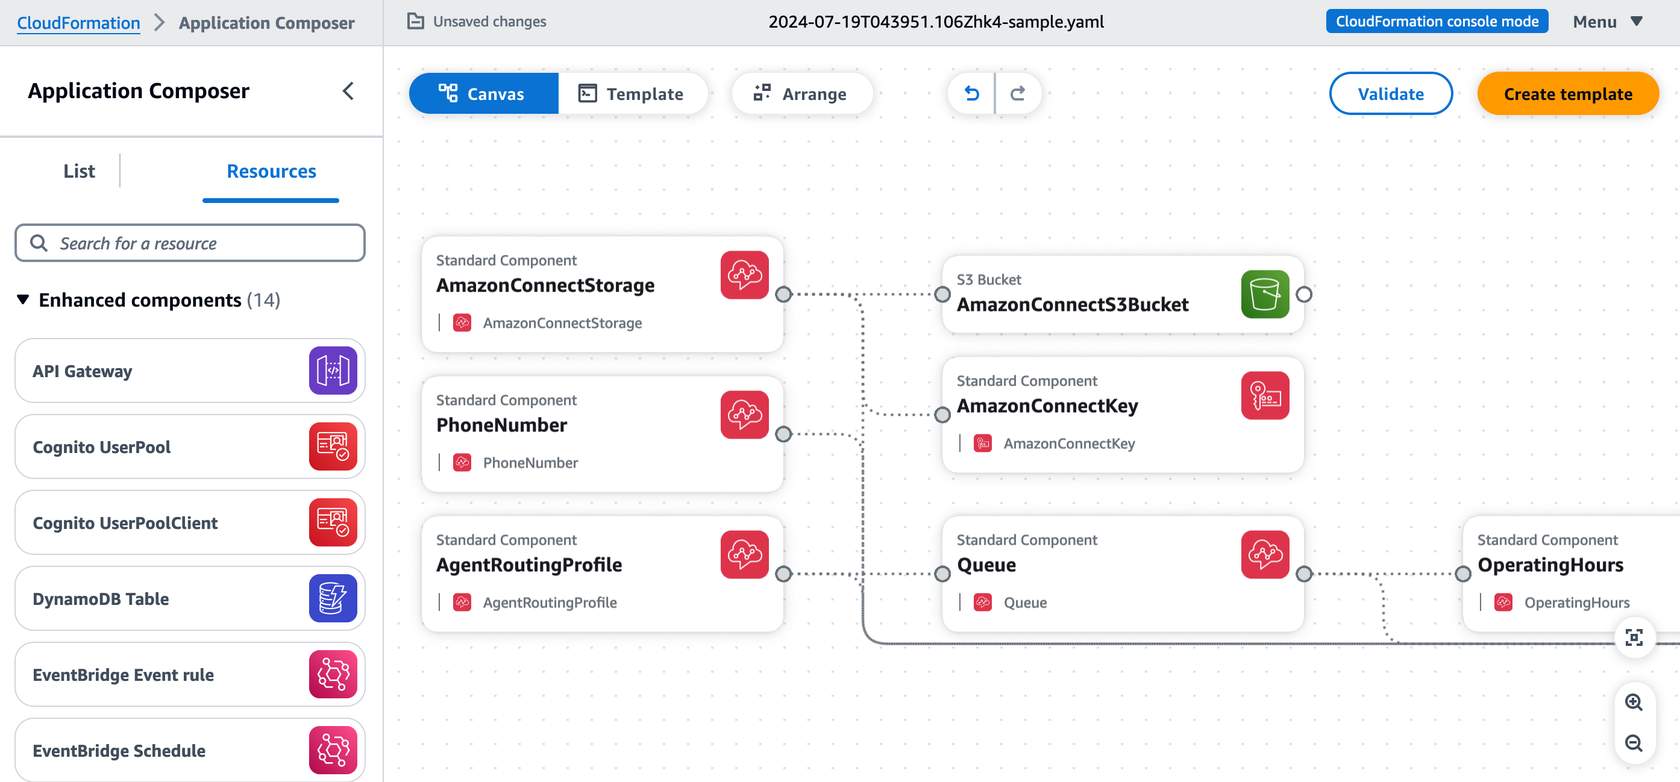 CloudFormation > Application Composer
Unsaved changes
2024-07-19T043951.106Zhk4-sample.yaml
CloudFormation console mode
Menu
Application Composer
Canvas
Template
Arrange
Validate
Create template
List
Resources
Search for a resource
Enhanced components (14)
API Gateway
Cognito UserPool
Cognito UserPoolClient
DynamoDB Table
EventBridge Event rule
EventBridge Schedule
Standard Component
AmazonConnectStorage
AmazonConnectStorage
S3 Bucket
AmazonConnectS3Bucket
Standard Component
PhoneNumber
PhoneNumber
Standard Component
AmazonConnectKey
AmazonConnectKey
Standard Component
AgentRoutingProfile
AgentRoutingProfile
Standard Component
Queue
Queue
Standard Component
OperatingHours
OperatingHours